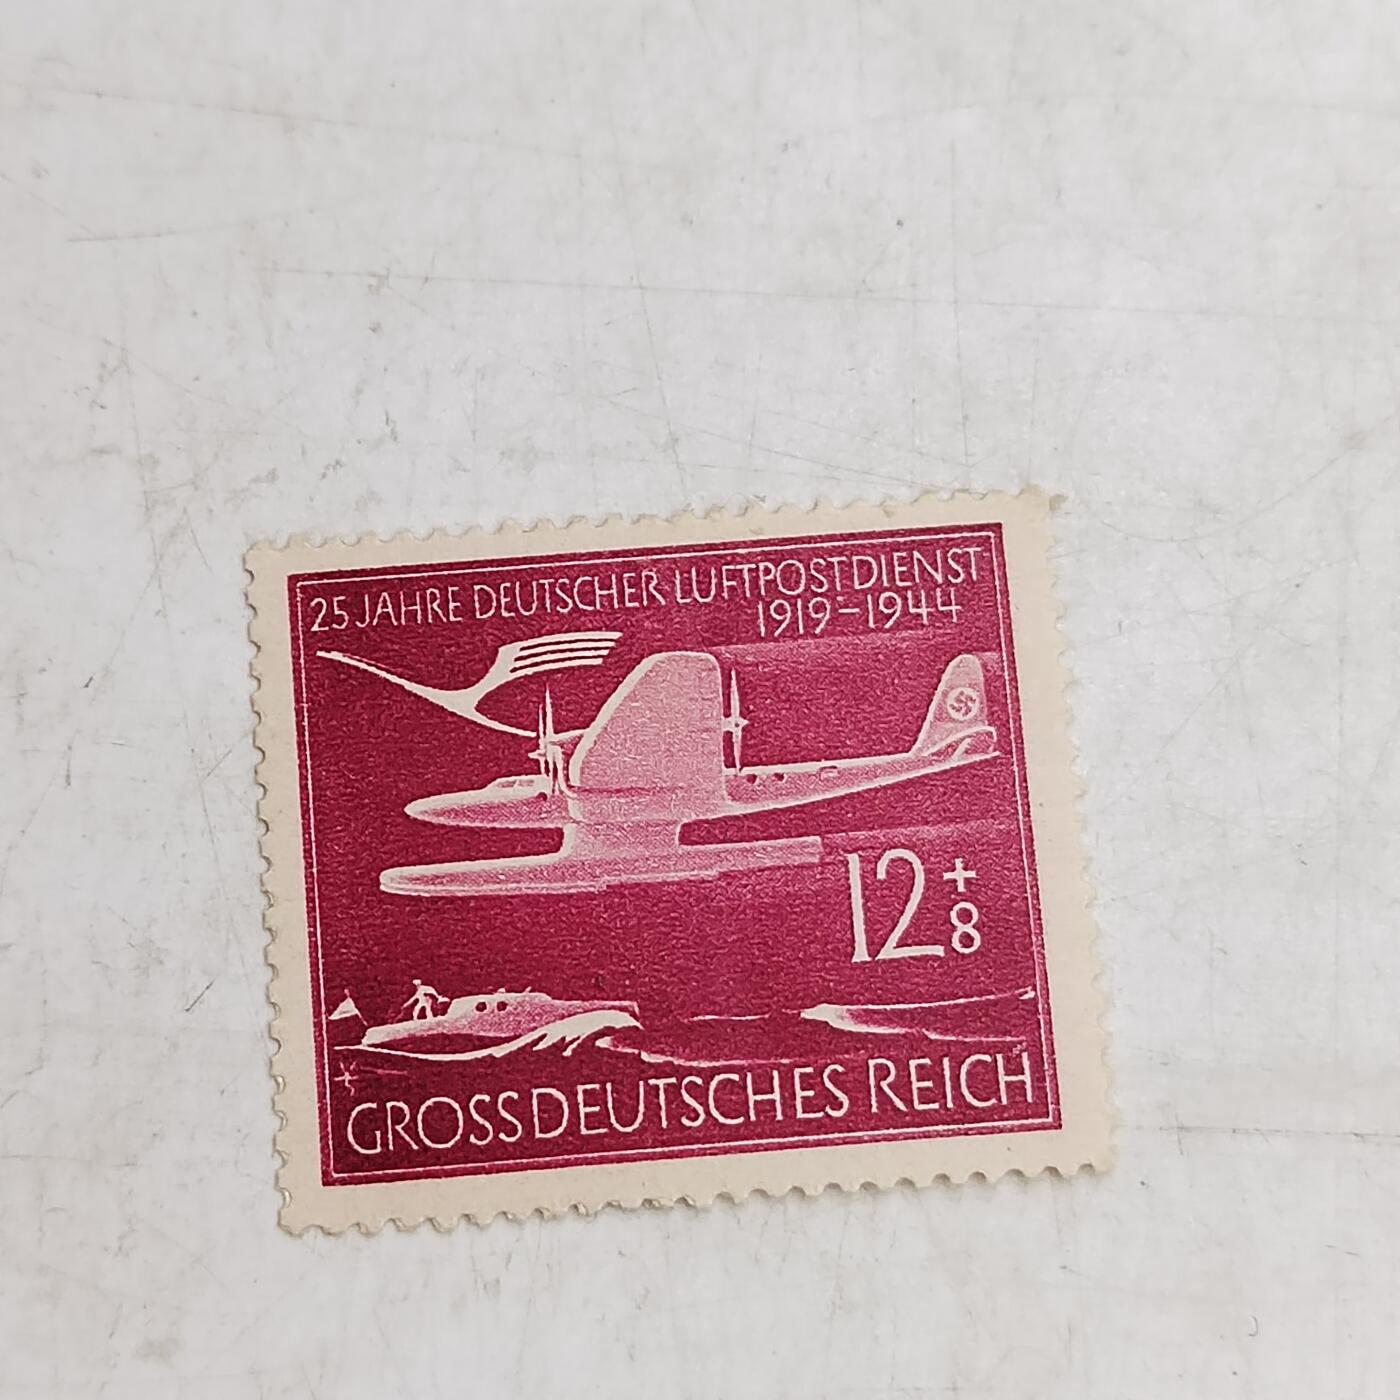 25 JAHRE DEUTSCHER LUFTPOSTDIENST
1919-1944
12+8
GROSSDEUTSCHES REICH